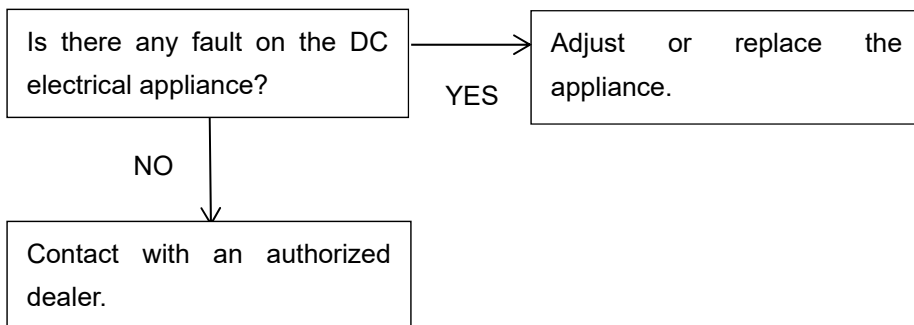 Is there any fault on the DC
electrical appliance?
Adjust or replace the
appliance.
YES
NO
Contact with an authorized
dealer.